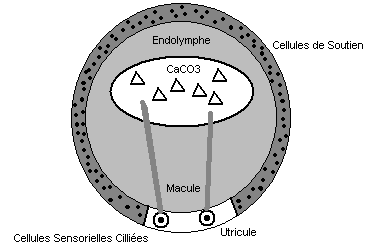 Endolymphe
Cellules de Soutien
CaCO3
Macule
Utricule
Cellules Sensorielles Cilliées